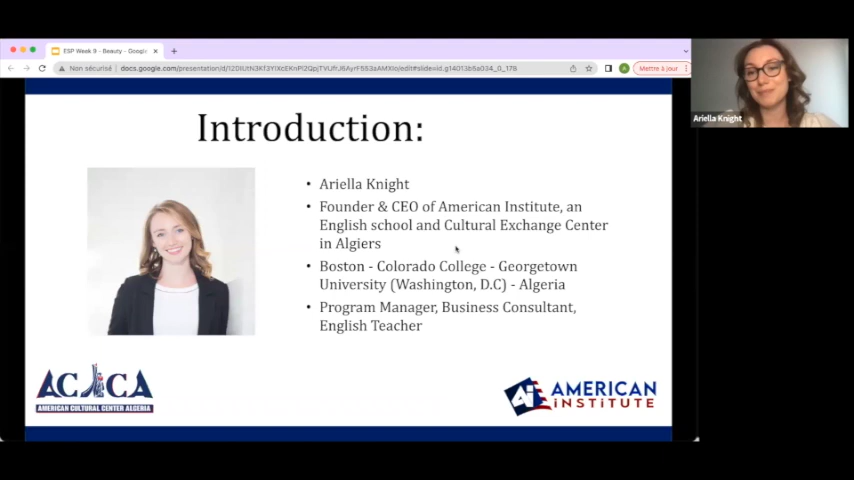 ESP Week 9 - Beauty - Google
Non sécurisé
docs.google.com/presentation/d/
Mettre à jour
Ariella Knight
Introduction:
• Ariella Knight
• Founder & CEO of American Institute, an
English school and Cultural Exchange Center
in Algiers
• Boston - Colorado College - Georgetown
University (Washington, D.C) - Algeria
• Program Manager, Business Consultant,
English Teacher
ACCA
AMERICAN CULTURAL CENTER ALGERIA
Ai AMERICAN
INSTITUTE